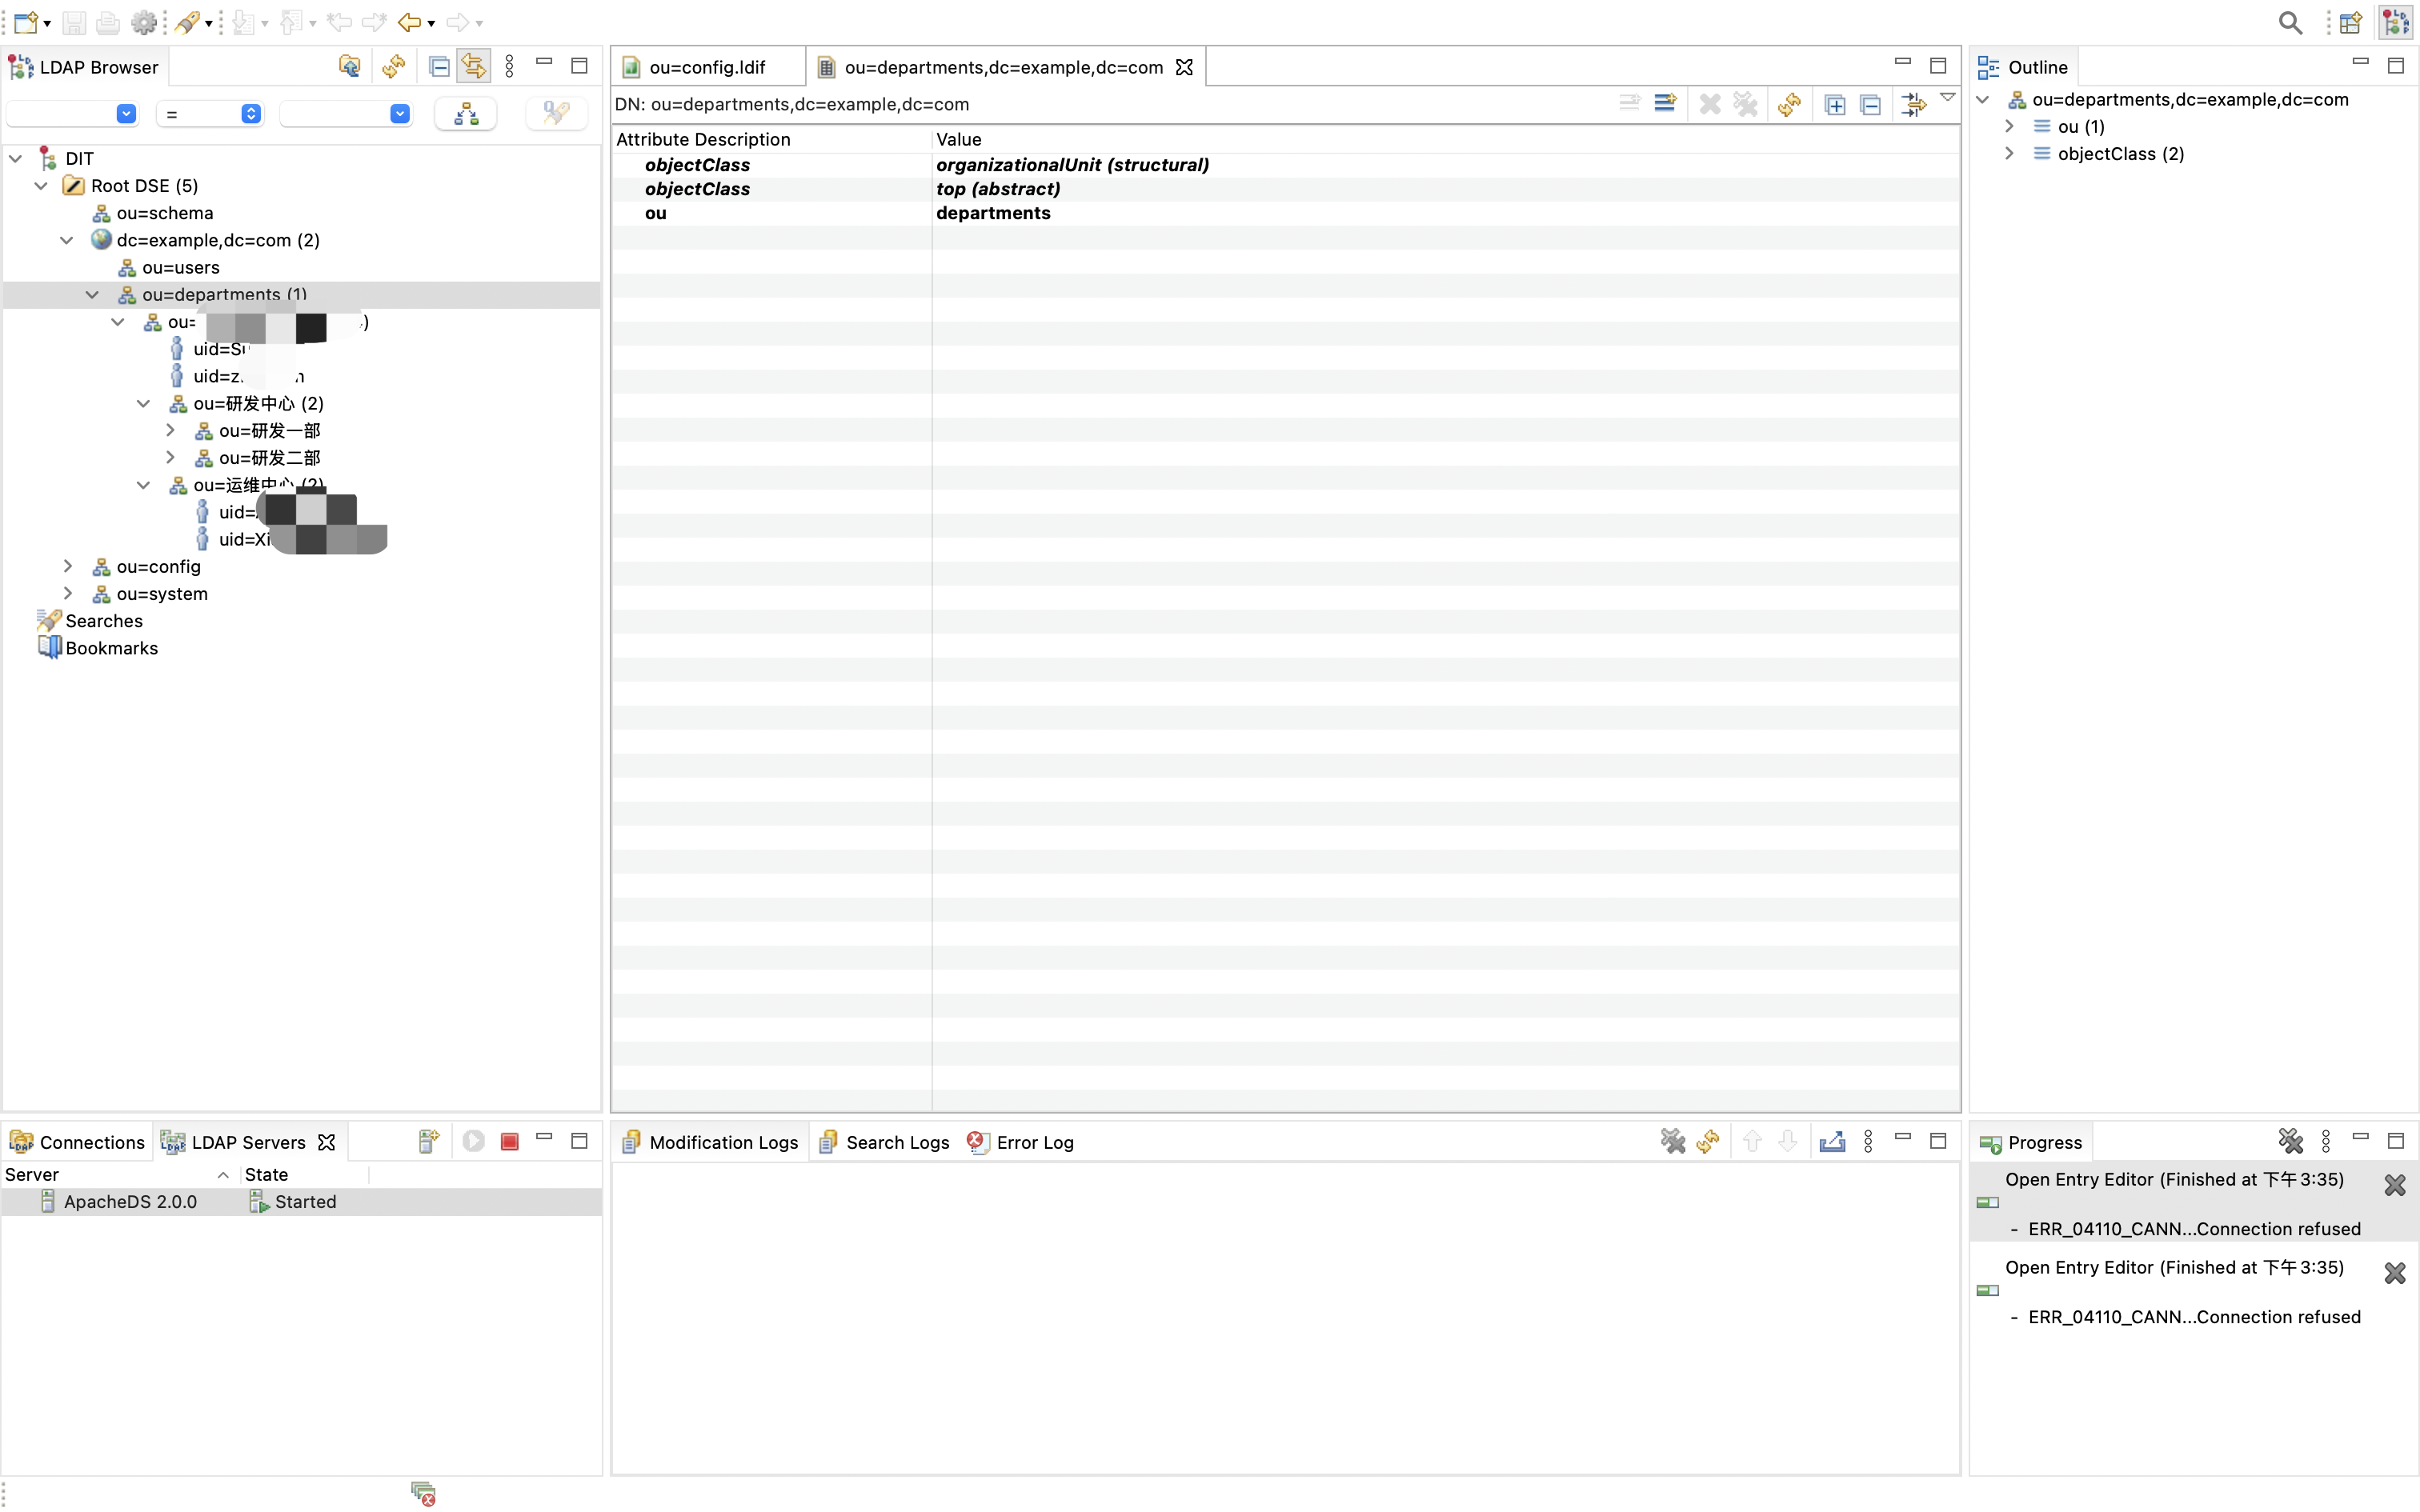 LDAP Browser
=
DIT
Root DSE (5)
ou=schema
dc=example,dc=com (2)
ou=users
ou=departments (1)
ou=
uid=
uid=z
ou=研发中心 (2)
ou=研发一部
ou=研发二部
ou=运维中心 (2)
uid=
uid=Xi
ou=config
ou=system
Searches
Bookmarks
ou=config.ldif
ou=departments,dc=example,dc=com
DN: ou=departments,dc=example,dc=com
Attribute Description Value
objectClass organizationalUnit (structural)
objectClass top (abstract)
ou departments
Outline
ou=departments,dc=example,dc=com
ou (1)
objectClass (2)
Connections LDAP Servers
Server State
ApacheDS 2.0.0 Started
Modification Logs Search Logs Error Log
Progress
Open Entry Editor (Finished at 下午3:35)
- ERR_04110_CANN...Connection refused
Open Entry Editor (Finished at 下午3:35)
- ERR_04110_CANN...Connection refused